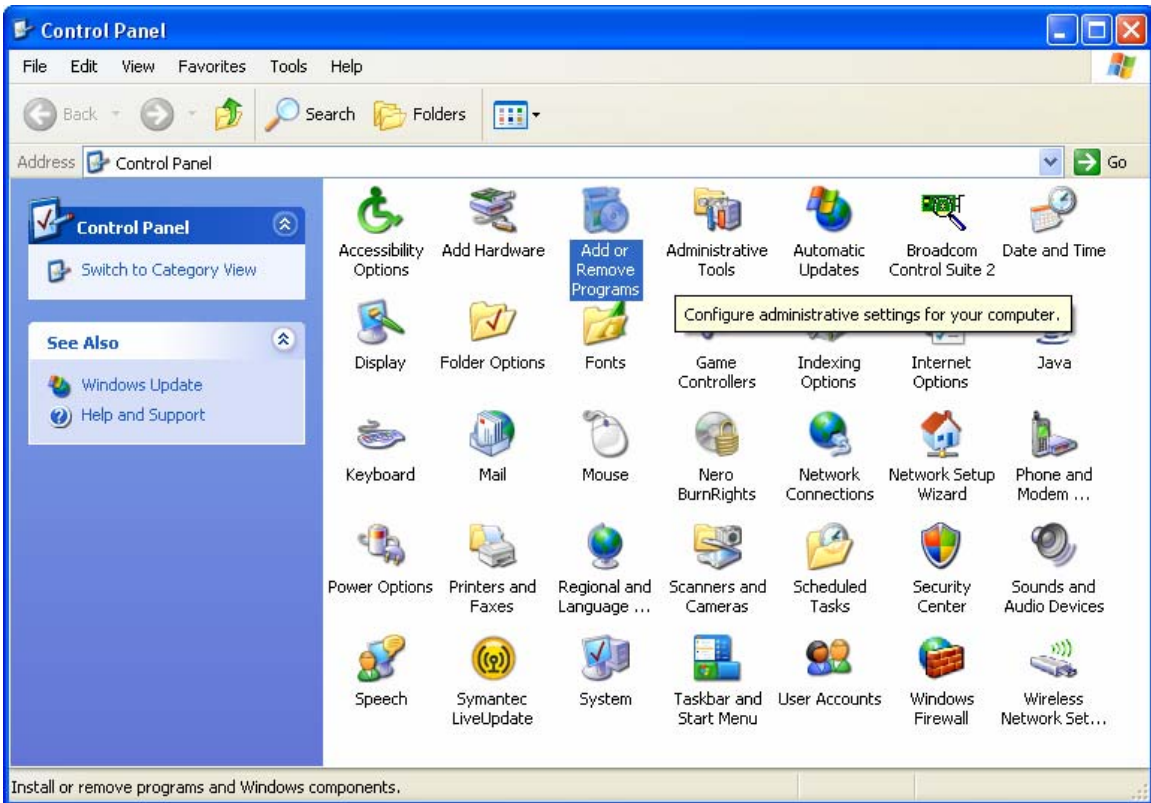 Control Panel
File Edit View Favorites Tools Help
Back Search Folders
Address Control Panel Go
Control Panel
Switch to Category View
See Also
Windows Update
Help and Support
Accessibility Options
Add Hardware
Add or Remove Programs
Administrative Tools
Automatic Updates
Broadcom Control Suite 2
Date and Time
Configure administrative settings for your computer.
Display
Folder Options
Fonts
Game Controllers
Indexing Options
Internet Options
Java
Keyboard
Mail
Mouse
Nero BurnRights
Network Connections
Network Setup Wizard
Phone and Modem ...
Power Options
Printers and Faxes
Regional and Language ...
Scanners and Cameras
Scheduled Tasks
Security Center
Sounds and Audio Devices
Speech
Symantec LiveUpdate
System
Taskbar and Start Menu
User Accounts
Windows Firewall
Wireless Network Set...
Install or remove programs and Windows components.